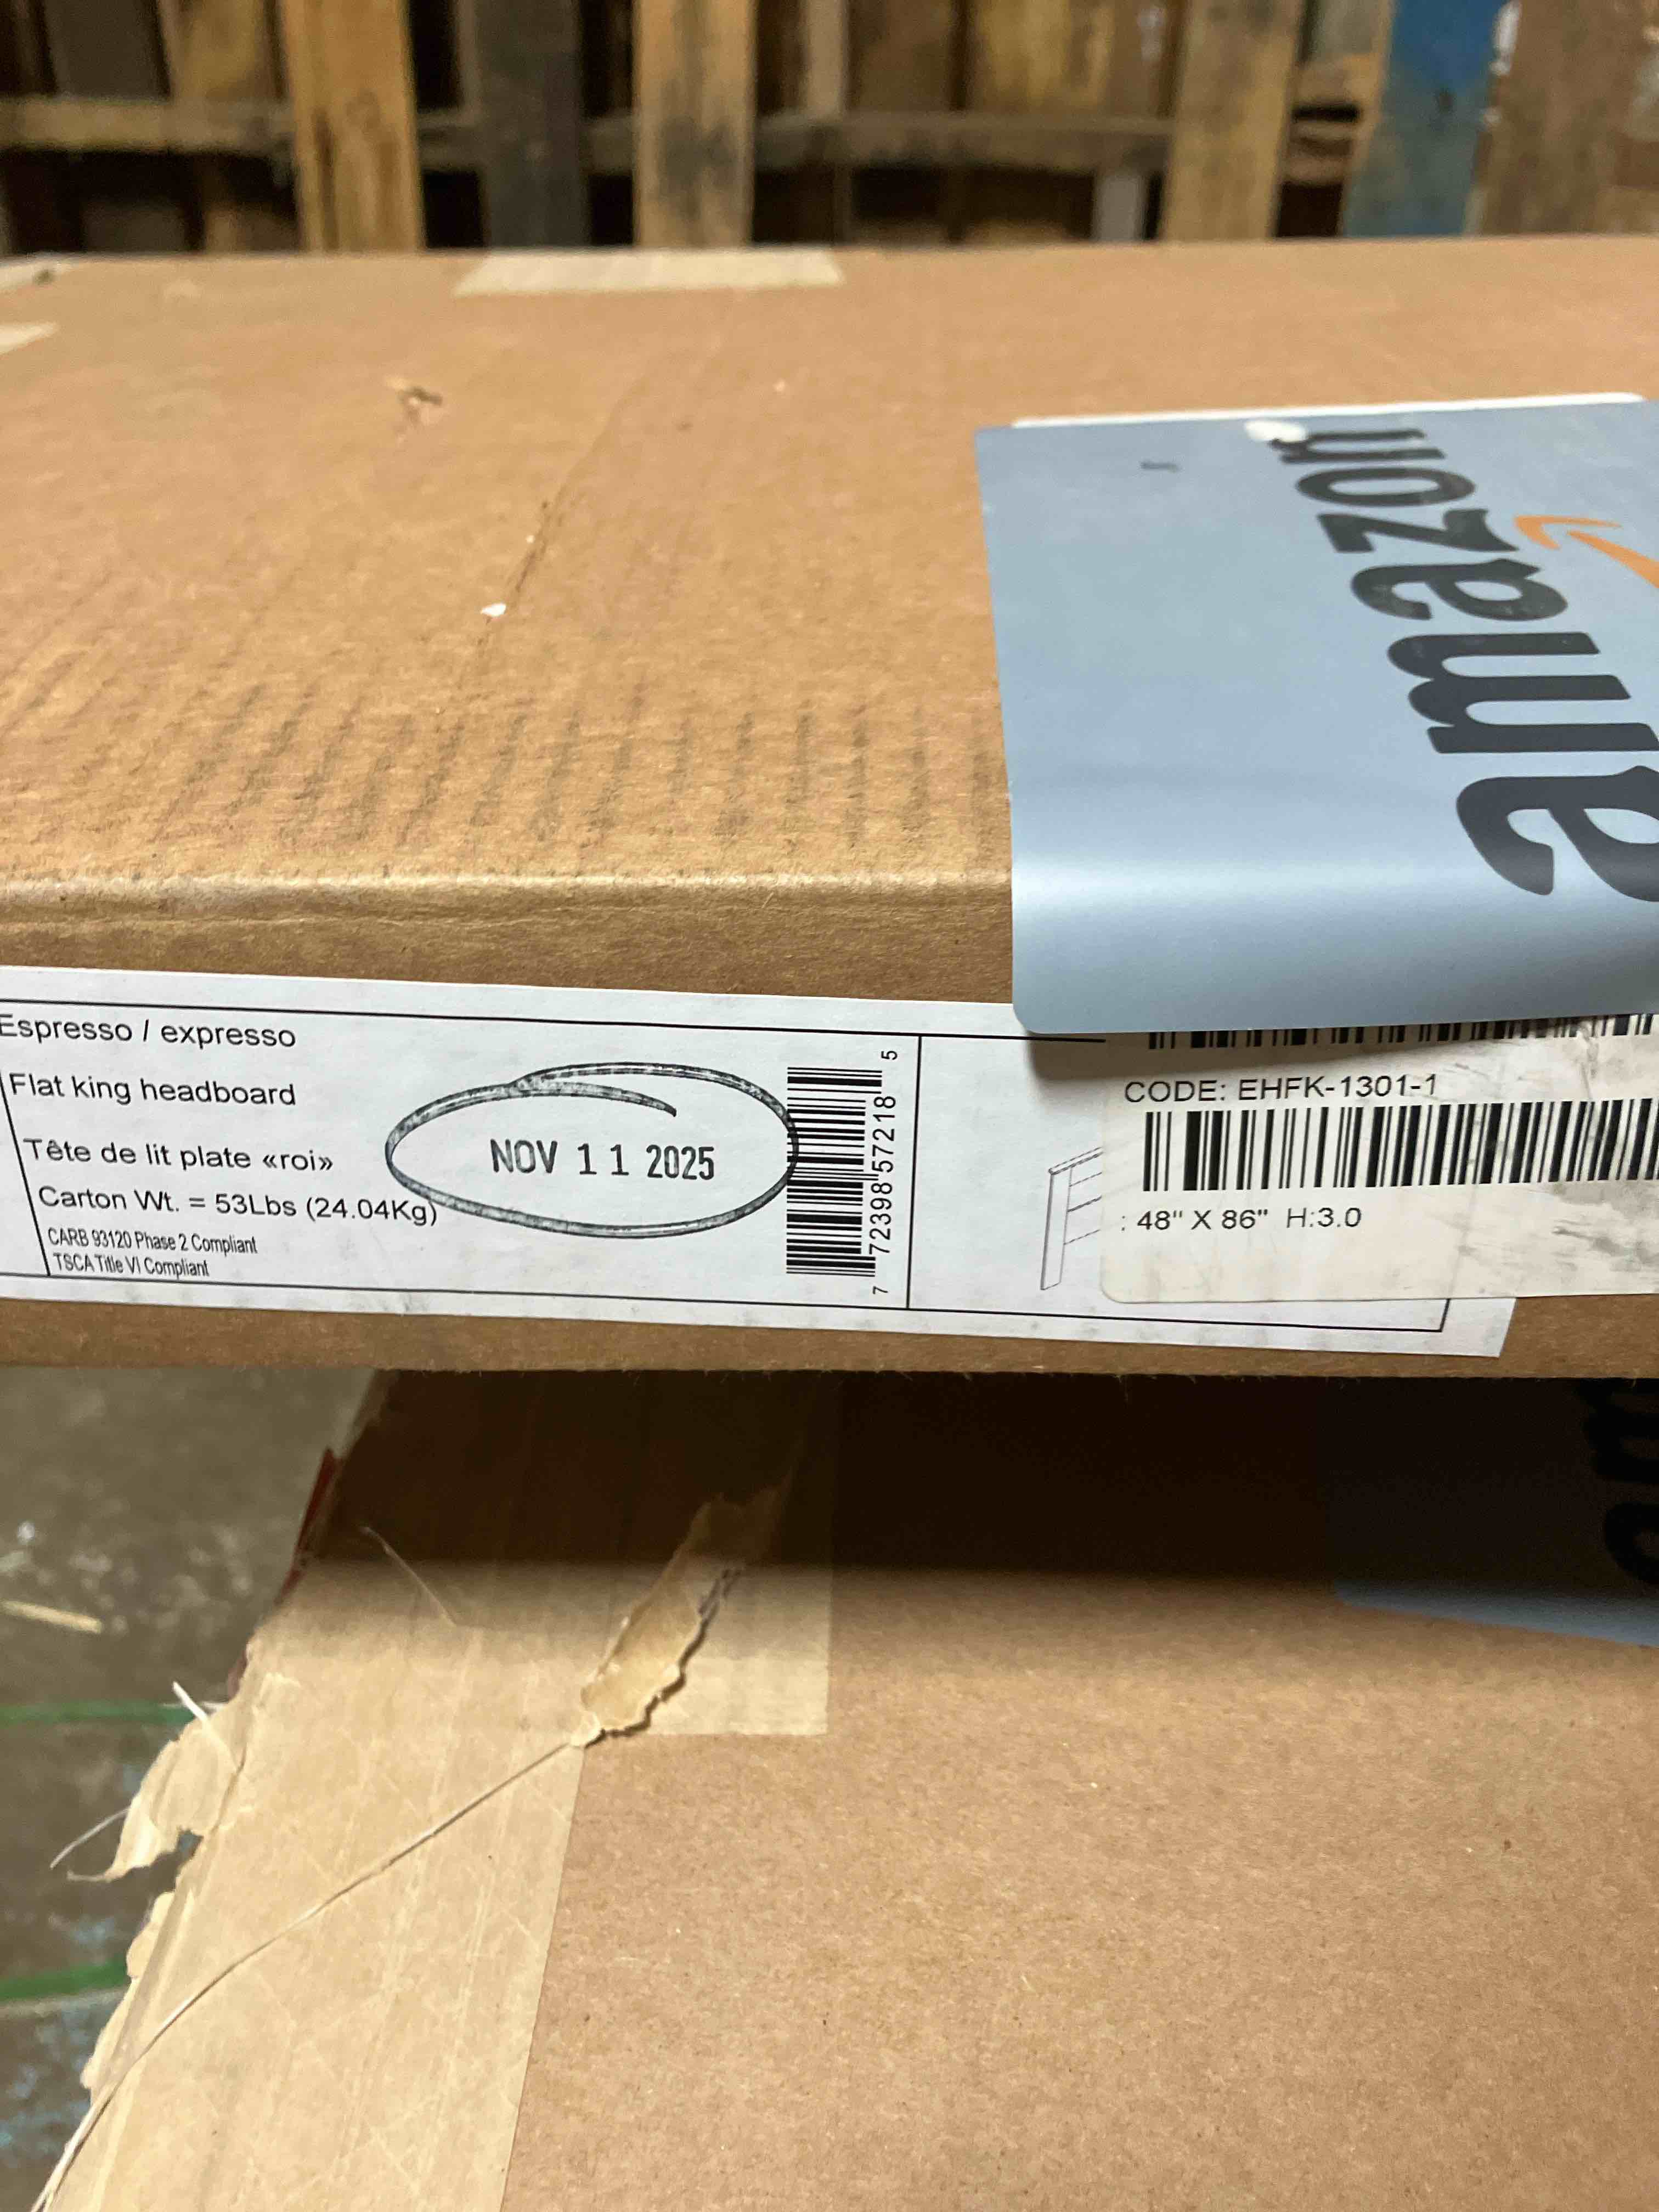 amazon
Espresso / expresso
Flat king headboard
Tête de lit plate «roi»
Carton Wt. = 53Lbs (24.04Kg)
CARB 93120 Phase 2 Compliant
TSCA Title VI Compliant
NOV 11 2025
7 72398 57218 5
CODE: EHFK-1301-1
: 48" X 86" H:3.0